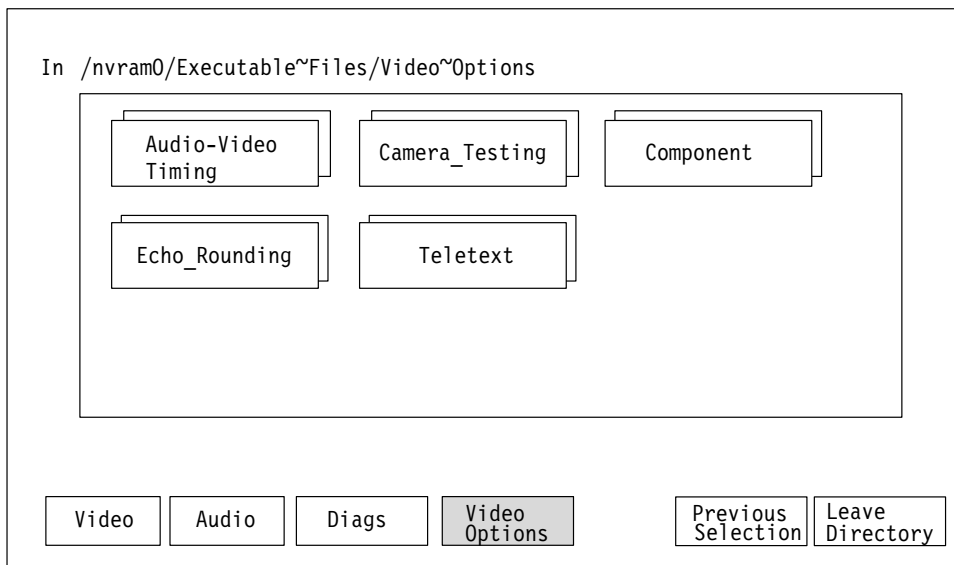 In /nvram0/Executable~Files/Video~Options
Audio-Video
Timing
Camera_Testing
Component
Echo_Rounding
Teletext
Video
Audio
Diags
Video
Options
Previous
Selection
Leave
Directory